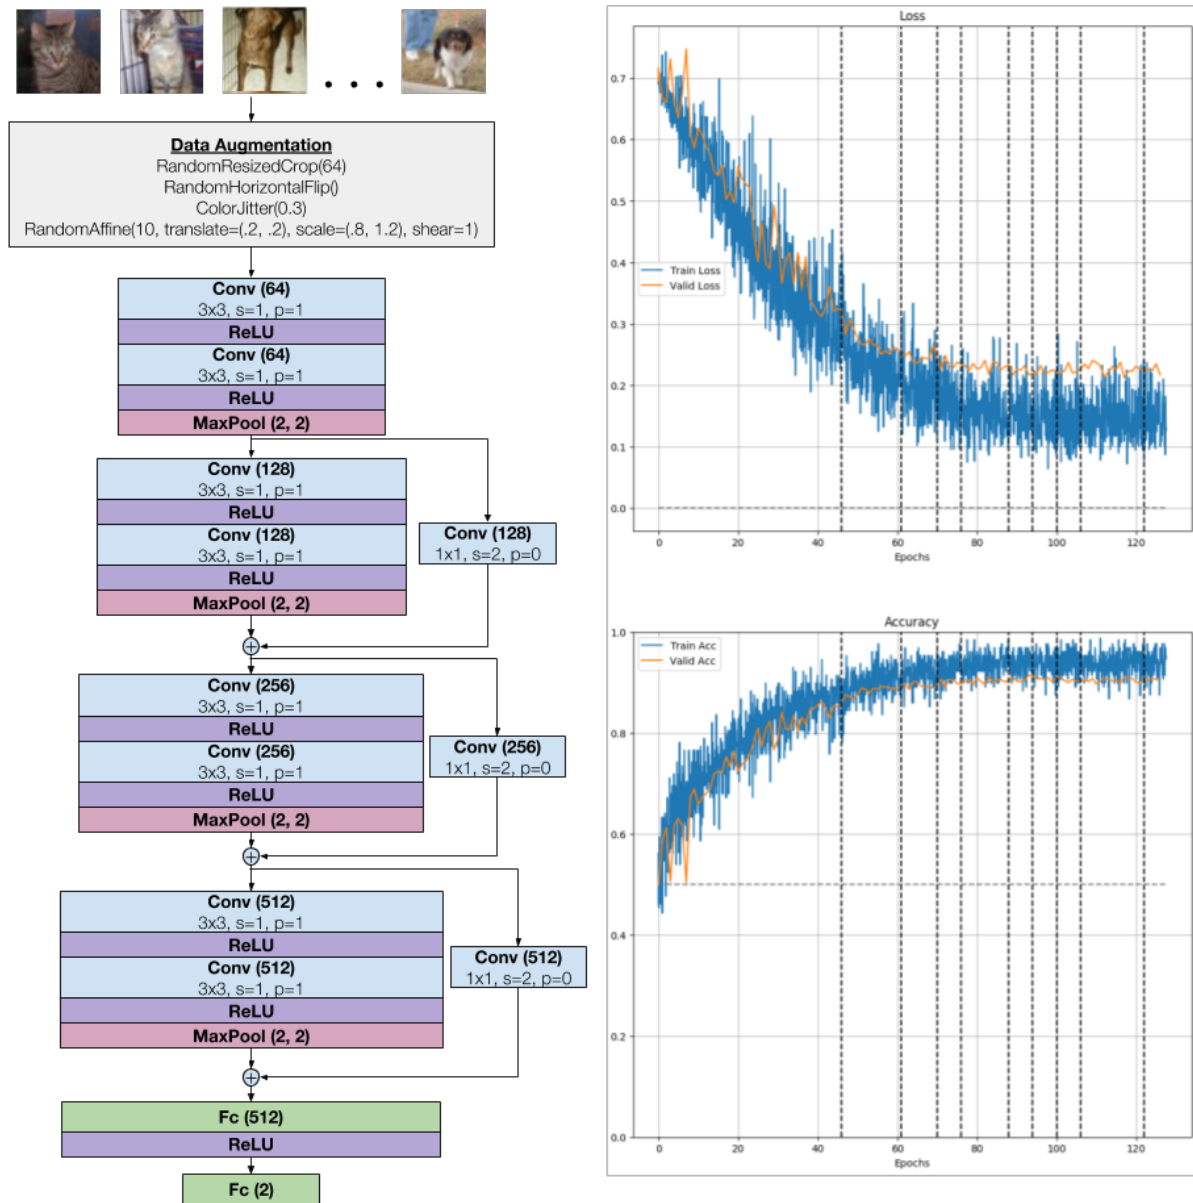 Data Augmentation
RandomResizedCrop(64)
RandomHorizontalFlip()
ColorJitter(0.3)
RandomAffine(10, translate=(.2, .2), scale=(.8, 1.2), shear=1)
Conv (64)
3x3, s=1, p=1
ReLU
Conv (64)
3x3, s=1, p=1
ReLU
MaxPool (2, 2)
Conv (128)
3x3, s=1, p=1
ReLU
Conv (128)
3x3, s=1, p=1
ReLU
MaxPool (2, 2)
Conv (128)
1x1, s=2, p=0
+
Conv (256)
3x3, s=1, p=1
ReLU
Conv (256)
3x3, s=1, p=1
ReLU
MaxPool (2, 2)
Conv (256)
1x1, s=2, p=0
+
Conv (512)
3x3, s=1, p=1
ReLU
Conv (512)
3x3, s=1, p=1
ReLU
MaxPool (2, 2)
Conv (512)
1x1, s=2, p=0
+
Fc (512)
ReLU
Fc (2)
Loss
0.7
0.6
0.5
0.4
0.3
0.2
0.1
0.0
Train Loss
Valid Loss
0 20 40 60 80 100 120
Epochs
Accuracy
1.0
0.8
0.6
0.4
0.2
0.0
Train Acc
Valid Acc
0 20 40 60 80 100 120
Epochs